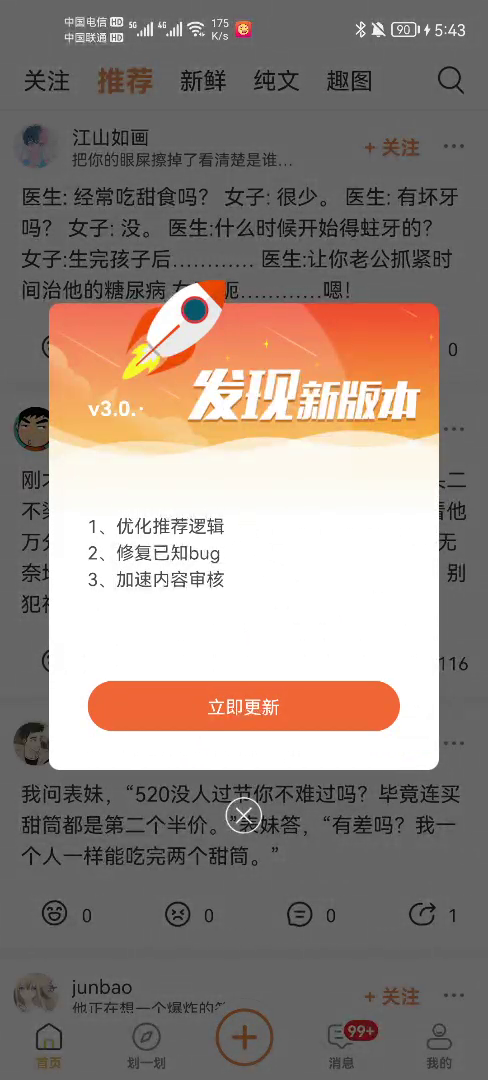 中国电信 HD 5G 4G 175 K/s 90 5:43
中国联通 HD
关注 推荐 新鲜 纯文 趣图
江山如画
把你的眼屎擦掉了看清楚是谁...
+ 关注
医生: 经常吃甜食吗？ 女子: 很少。 医生: 有坏牙
吗？ 女子: 没。 医生:什么时候开始得蛀牙的？
女子:生完孩子后………… 医生:让你老公抓紧时
间治他的糖尿病
呃…………嗯!
0
v3.0.
发现新版本
刚
二
不
看他
万分
无
奈
别
犯
1、优化推荐逻辑
2、修复已知bug
3、加速内容审核
116
立即更新
我问表妹，“520没人过节你不难过吗？毕竟连买
甜筒都是第二个半价。”表妹答，“有差吗？我一
个人一样能吃完两个甜筒。”
0 0 0 1
junbao
他正在想一个爆炸的
+ 关注
99+
首页 划一划 消息 我的